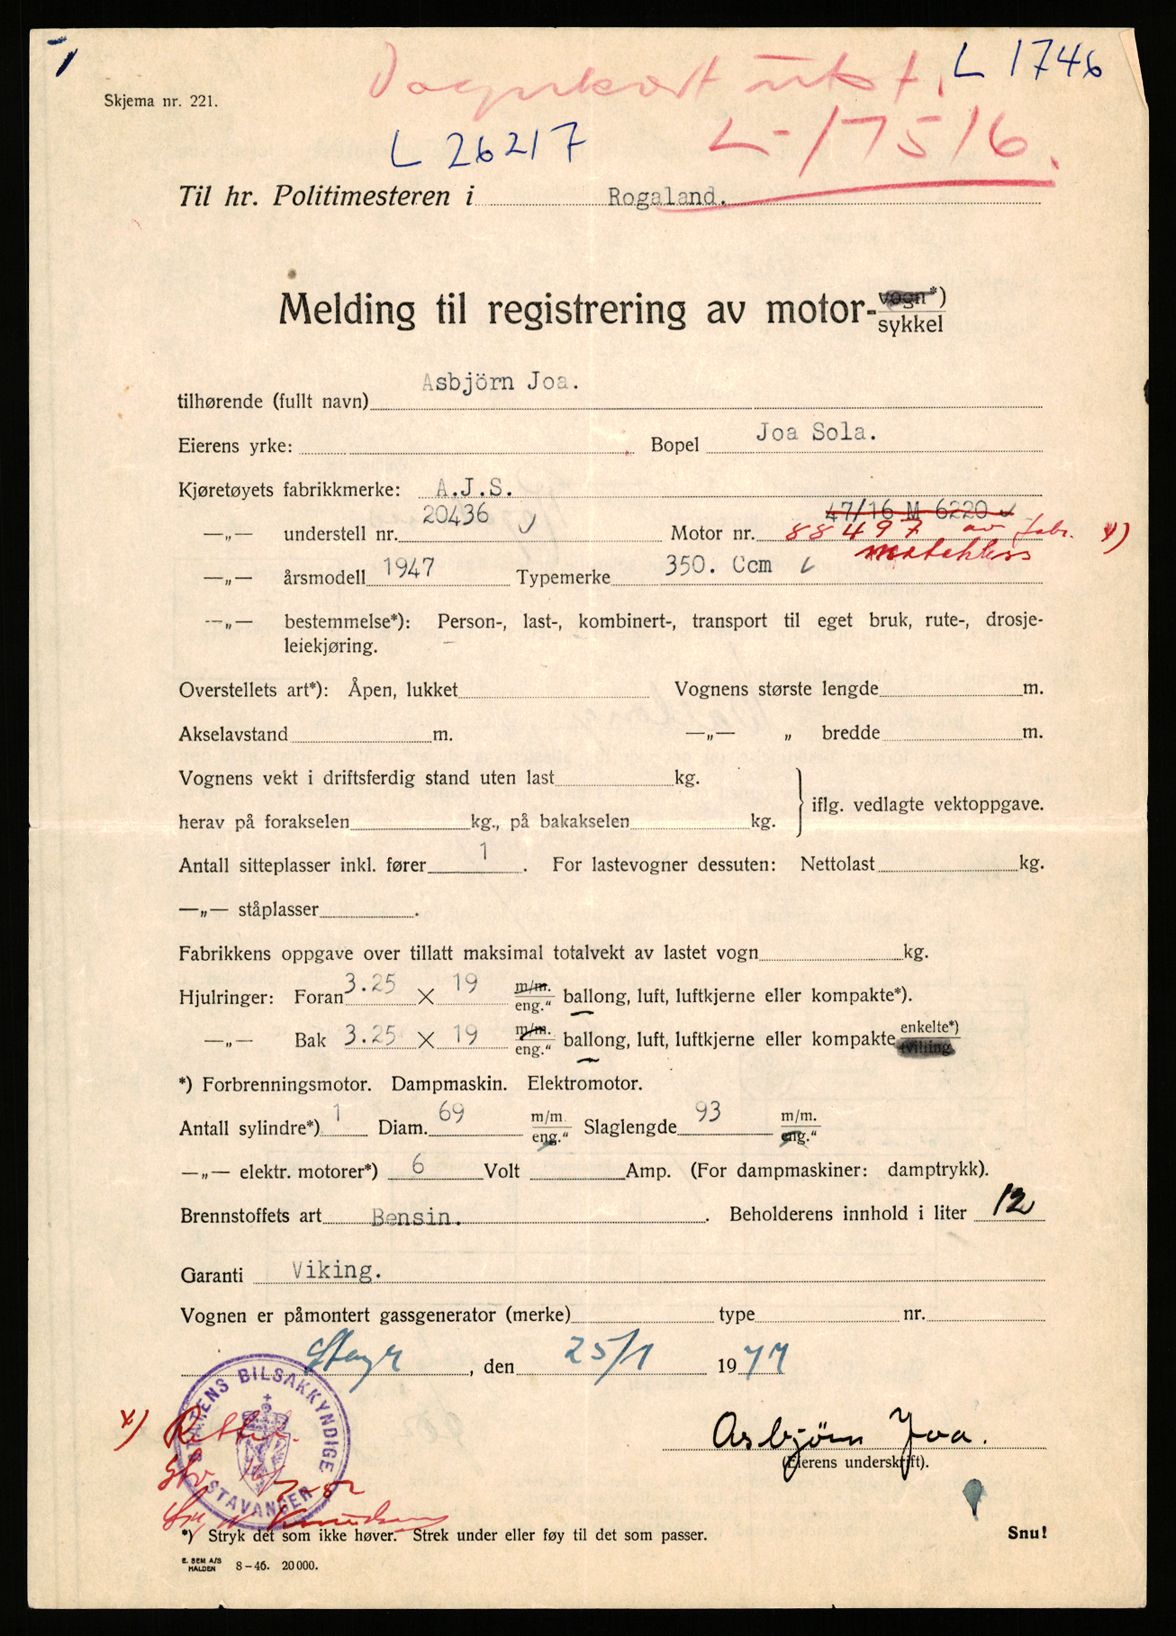 Vognkort utst. L 1746
Skjema nr. 221.
L 26217 L-17516.
Til hr. Politimesteren i Rogaland.
Melding til registrering av motor-vogn*)
sykkel
tilhørende (fullt navn) Asbjörn Joa.
Eierens yrke: Bopel Joa Sola.
Kjøretøyets fabrikkmerke: A.J.S.
47/16 M 6220
—„— understell nr. 20436 Motor nr. 88497 av fabr. x)
matchless
—„— årsmodell 1947 Typemerke 350. Ccm
—„— bestemmelse*): Person-, last-, kombinert-, transport til eget bruk, rute-, drosje-
leiekjøring.
Overstellets art*): Åpen, lukket Vognens største lengde m.
Akselavstand m. —„— „ bredde m.
Vognens vekt i driftsferdig stand uten last kg.
iflg. vedlagte vektoppgave.
herav på forakselen kg., på bakakselen kg.
Antall sitteplasser inkl. fører 1. For lastevogner dessuten: Nettolast kg.
—„— ståplasser.
Fabrikkens oppgave over tillatt maksimal totalvekt av lastet vogn kg.
Hjulringer: Foran 3.25 × 19 m/m. eng.“ ballong, luft, luftkjerne eller kompakte*).
—„— Bak 3.25 × 19 m/m. eng.“ ballong, luft, luftkjerne eller kompakte enkelte*) tvilling
*) Forbrenningsmotor. Dampmaskin. Elektromotor.
Antall sylindre*) 1 Diam. 69 m/m eng.“ Slaglengde 93 m/m. eng.“
—„— elektr. motorer*) 6 Volt Amp. (For dampmaskiner: damptrykk).
Brennstoffets art Bensin. Beholderens innhold i liter 12
Garanti Viking.
Vognen er påmontert gassgenerator (merke) type nr.
, den 25/1 1947
STATENS BILSAKKYNDIGE
STAVANGER
x) Rettet.
Asbjörn Joa.
(Eierens underskrift).
*) Stryk det som ikke høver. Strek under eller føy til det som passer. Snu!
E. SEM A/S
HALDEN 8–46. 20000.